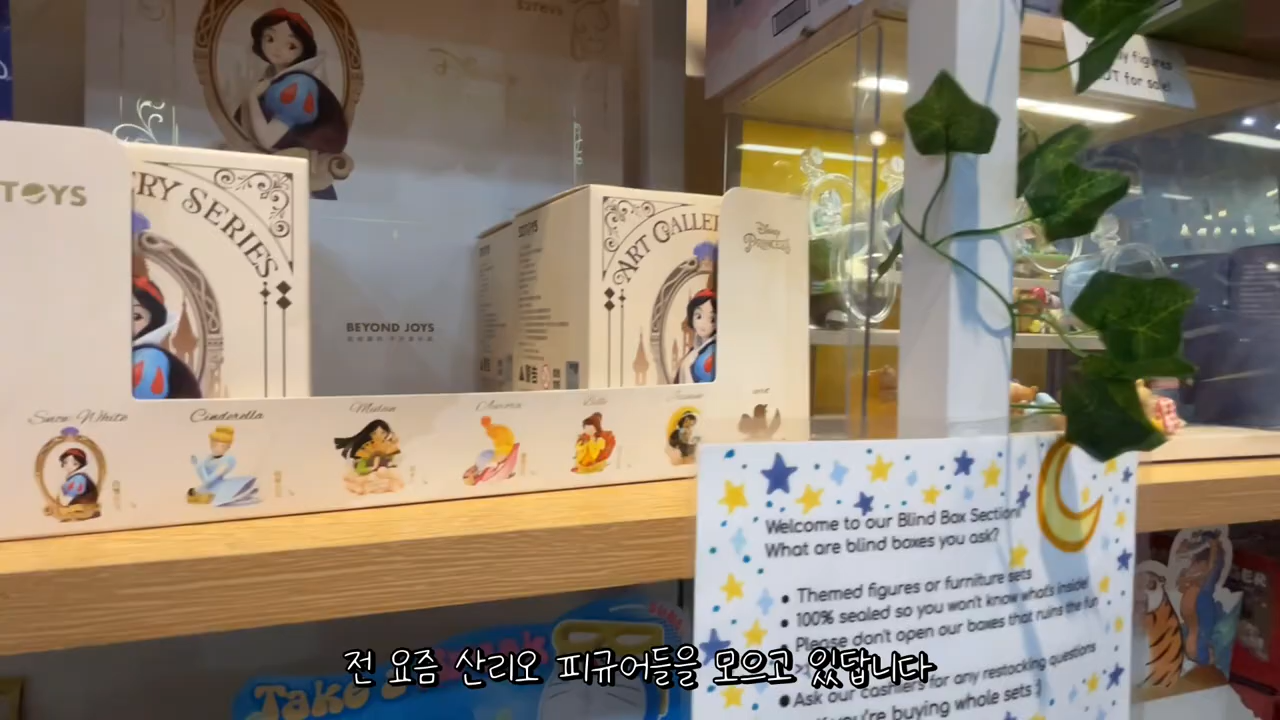 TOYS
RY SERIES
BEYOND JOYS
ART GALLE
Disney
PRINCESS
Snow White
Cinderella
Mulan
Aurora
Belle
figures
NOT for sale!
Welcome to our Blind Box Section!
What are blind boxes you ask?
• Themed figures or furniture sets
• 100% sealed so you won't know what's inside!
• Please don't open our boxes that ruins the fun
• Ask our cashiers for any restocking questions
you're buying whole sets :)
Take
전 요즘 산리오 피규어들을 모으고 있답니다